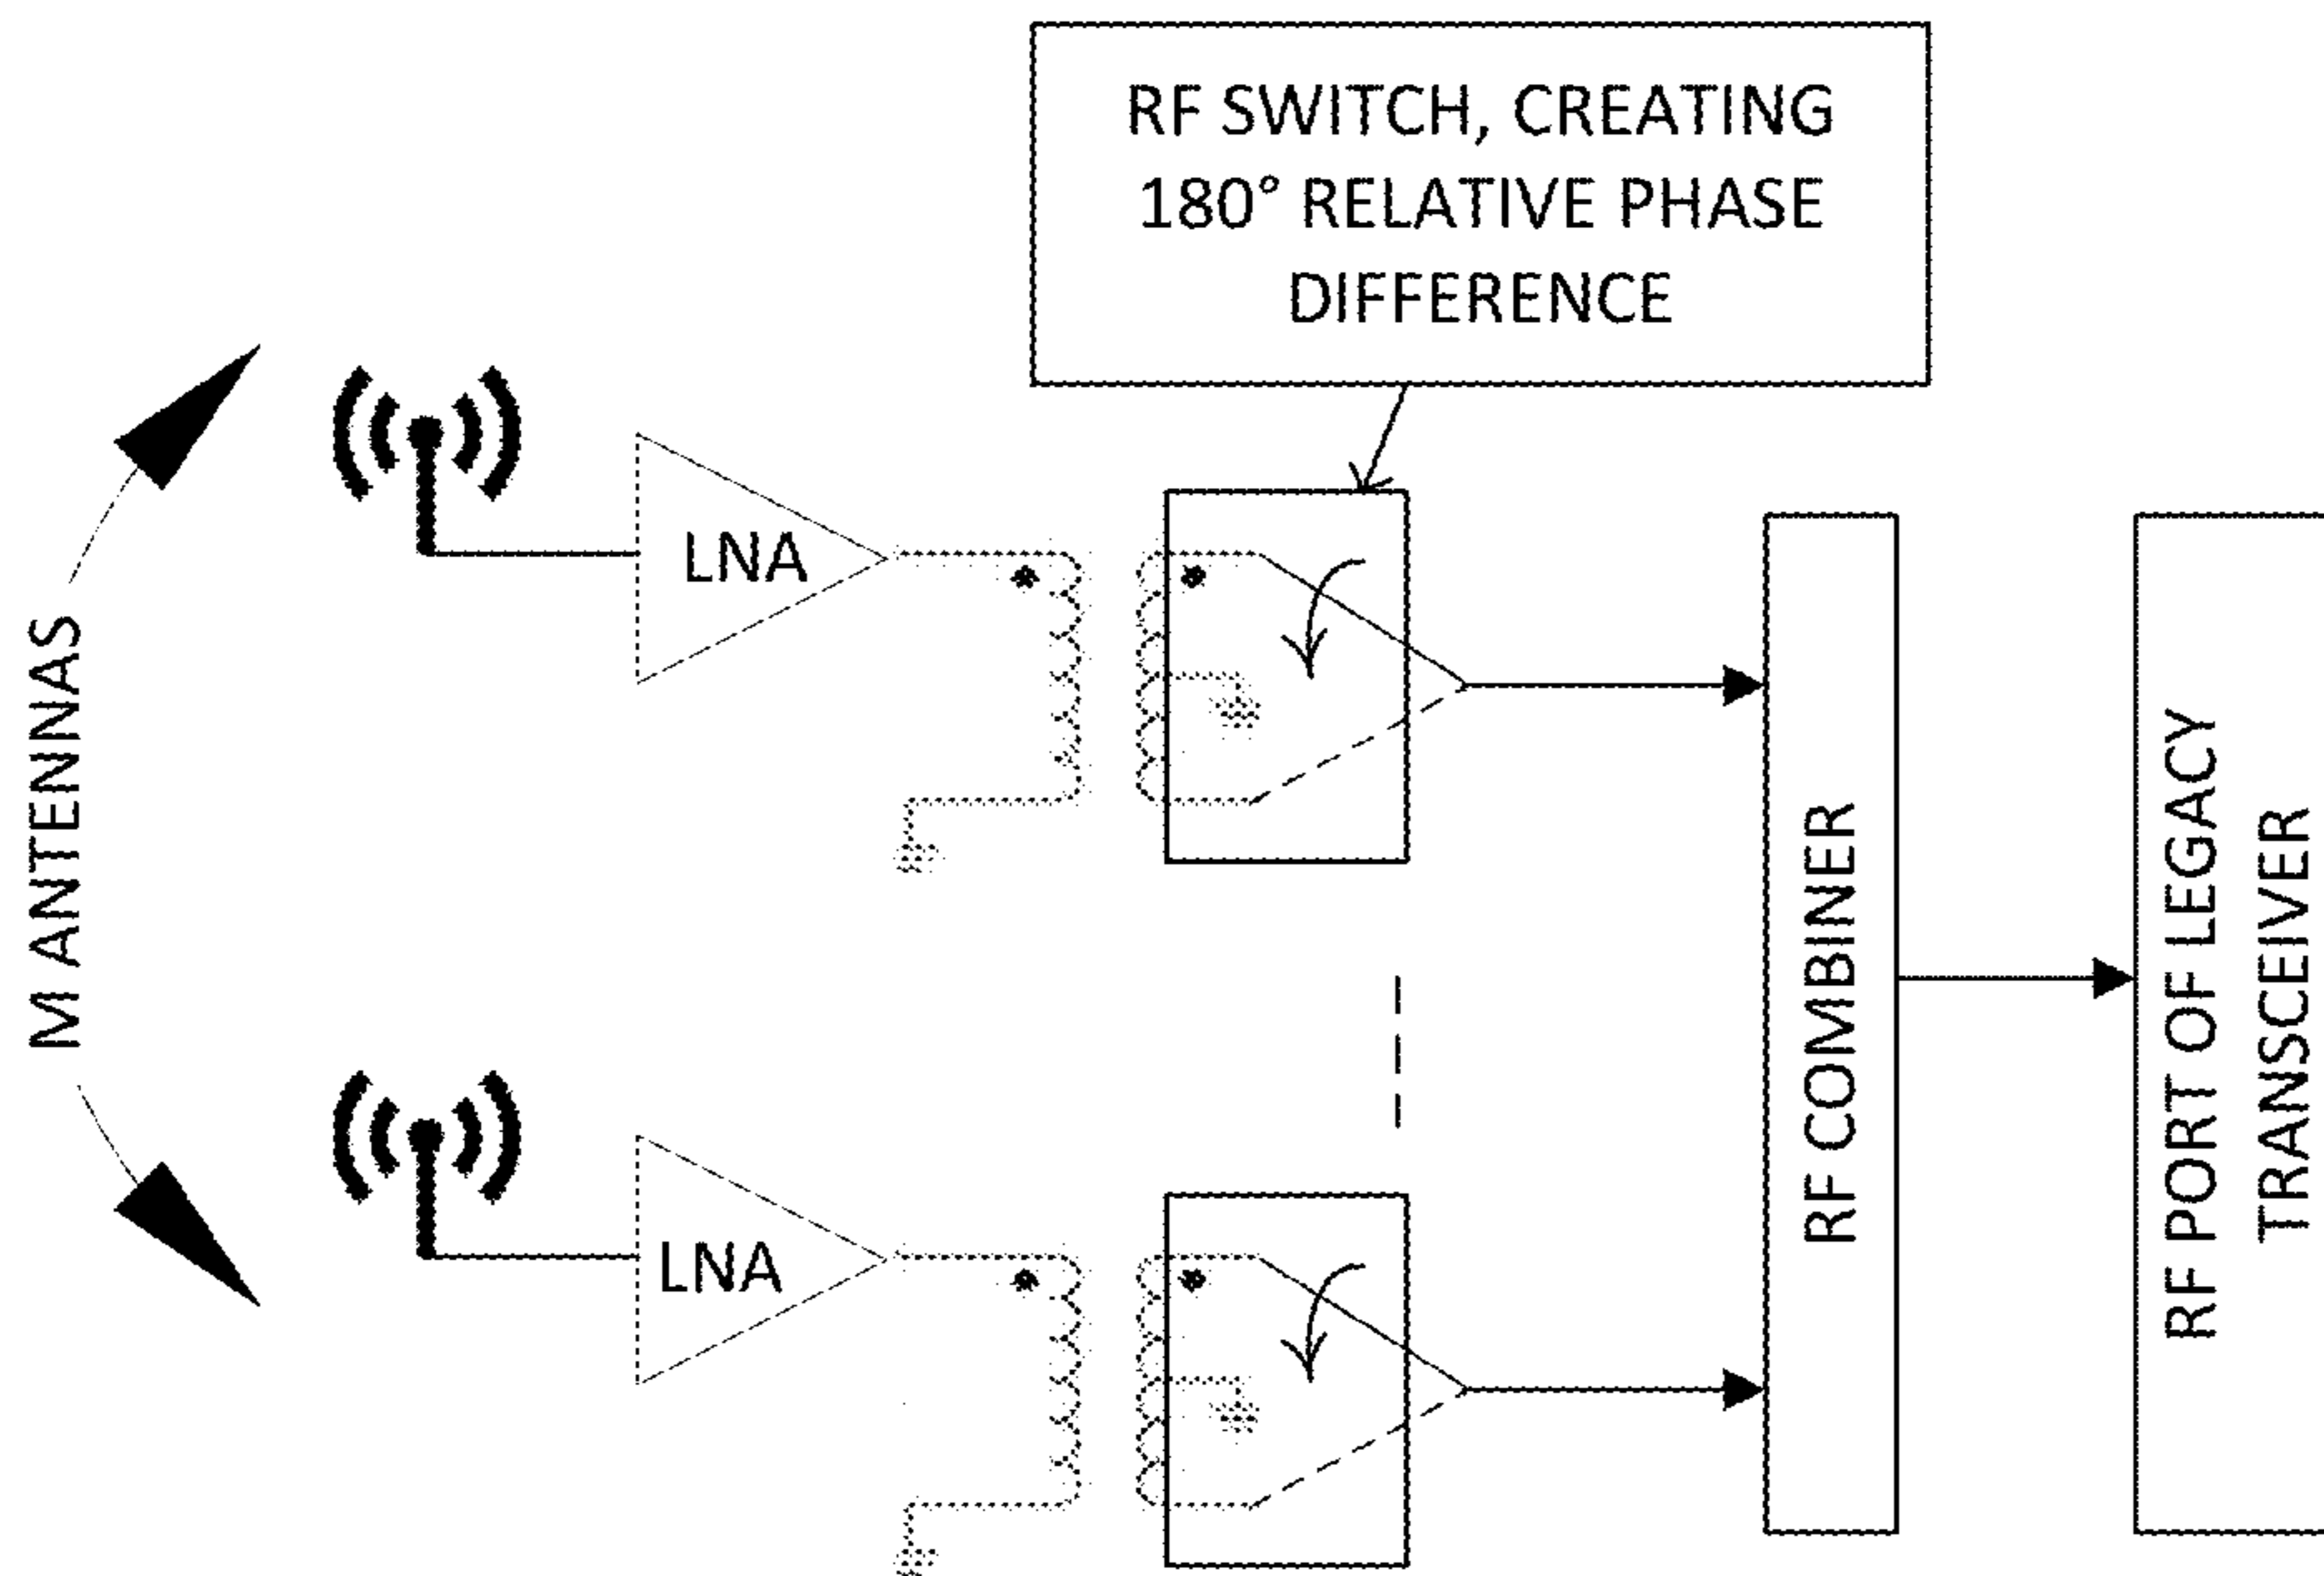 RF SWITCH, CREATING
180° RELATIVE PHASE
DIFFERENCE
M ANTENNAS
LNA
LNA
RF COMBINER
RF PORT OF LEGACY
TRANSCEIVER